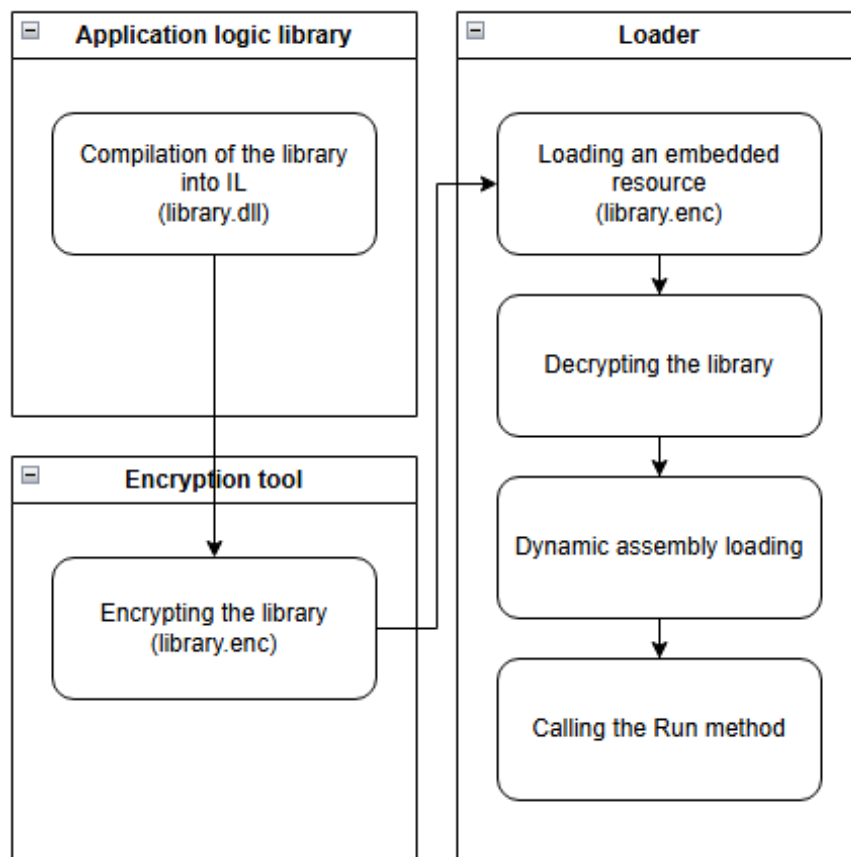 Application logic library
Compilation of the library
into IL
(library.dll)
Encryption tool
Encrypting the library
(library.enc)
Loader
Loading an embedded
resource
(library.enc)
Decrypting the library
Dynamic assembly loading
Calling the Run method